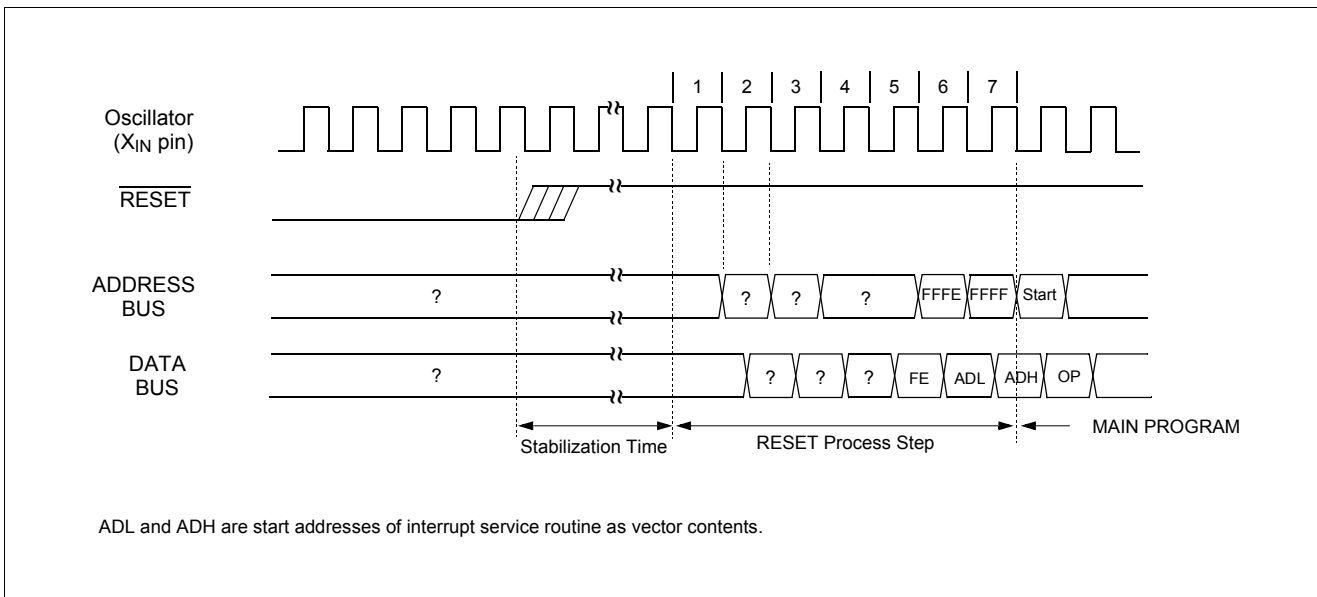 1 2 3 4 5 6 7
Oscillator
(XIN pin)
RESET
ADDRESS
BUS
? ? ? ? FFFE FFFF Start
DATA
BUS
? ? ? ? FE ADL ADH OP
Stabilization Time
RESET Process Step
MAIN PROGRAM
ADL and ADH are start addresses of interrupt service routine as vector contents.